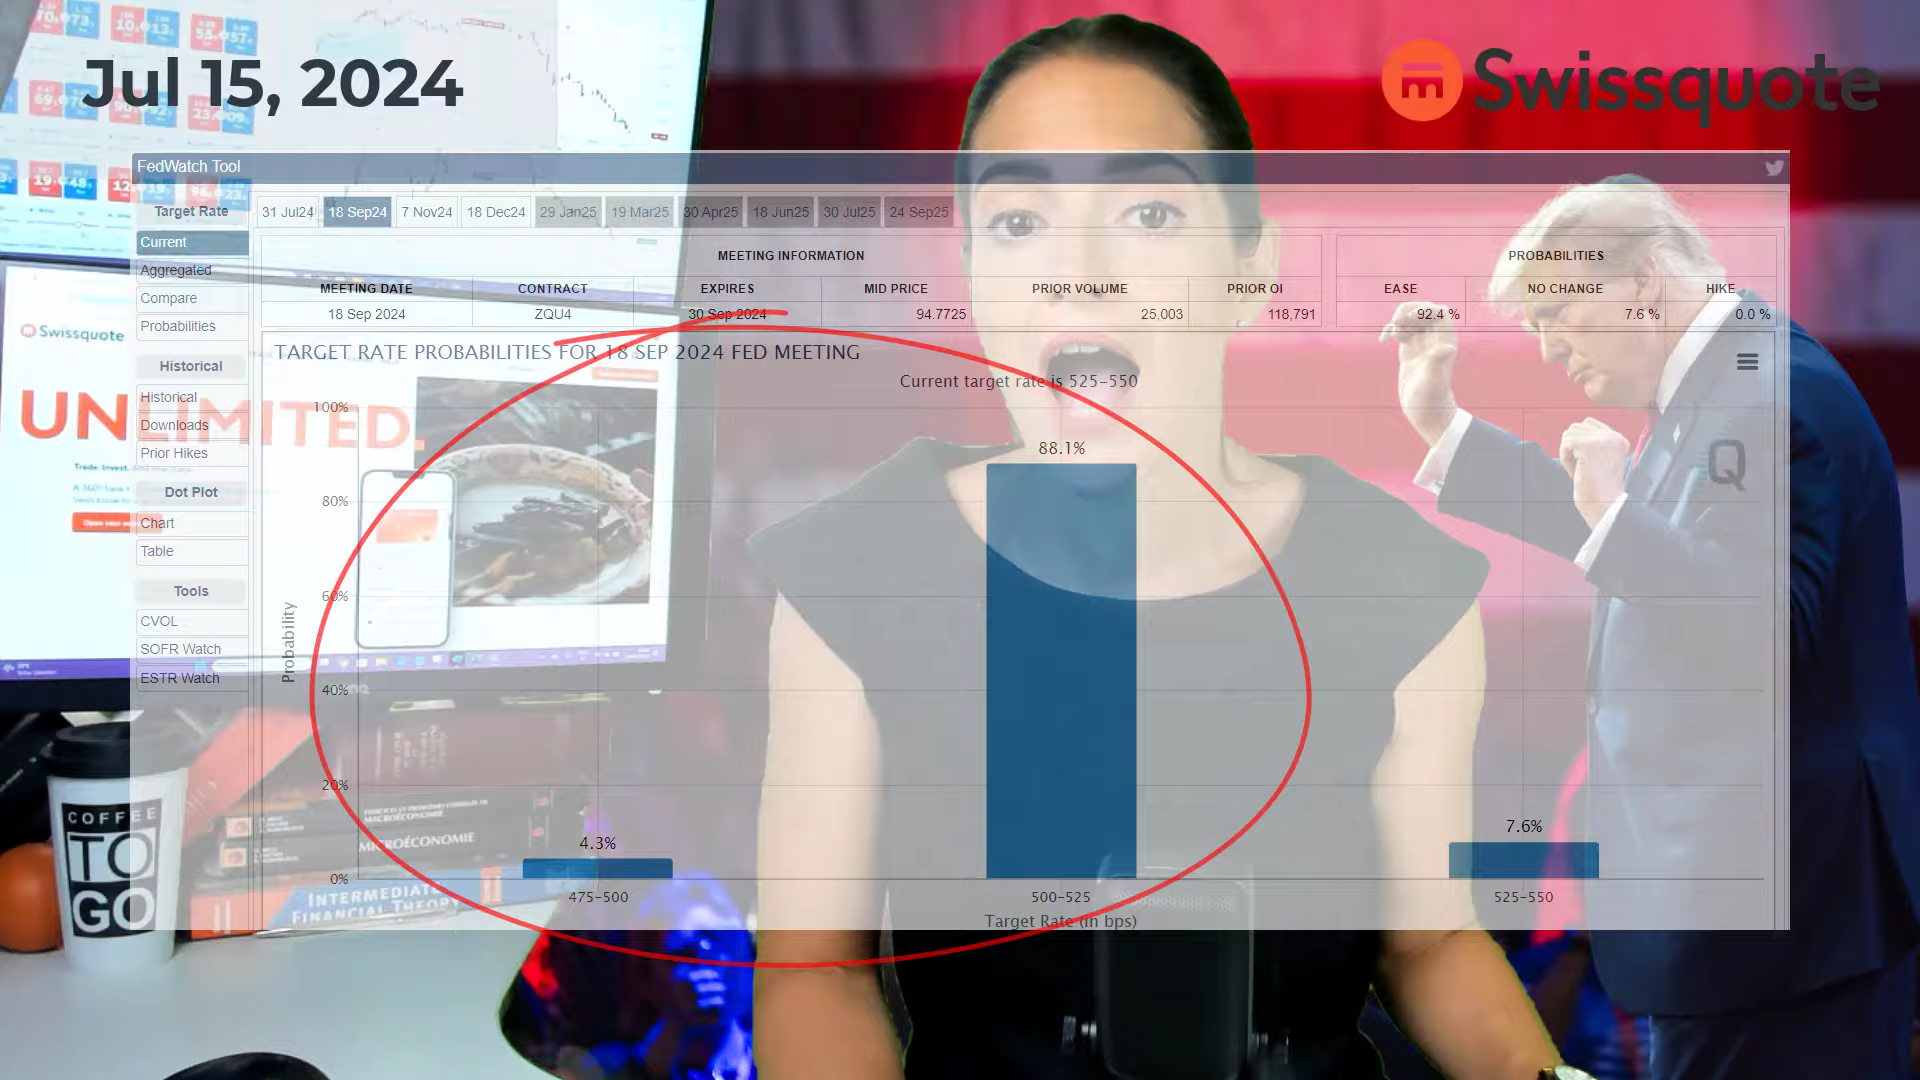 Jul 15, 2024
Swissquote
FedWatch Tool
Target Rate
31 Jul24 18 Sep24 7 Nov24 18 Dec24 29 Jan25 19 Mar25 30 Apr25 18 Jun25 30 Jul25 24 Sep25
Current
Aggregated
Compare
Probabilities
Historical
Historical
Downloads
Prior Hikes
Dot Plot
Chart
Table
Tools
CVOL
SOFR Watch
ESTR Watch
MEETING INFORMATION
MEETING DATE CONTRACT EXPIRES MID PRICE PRIOR VOLUME PRIOR OI
18 Sep 2024 ZQU4 30 Sep 2024 94.7725 25,003 118,791
PROBABILITIES
EASE NO CHANGE HIKE
92.4 % 7.6 % 0.0 %
TARGET RATE PROBABILITIES FOR 18 SEP 2024 FED MEETING
Current target rate is 525-550
Probability
100%
80%
60%
40%
20%
0%
4.3%
88.1%
7.6%
475-500 500-525 525-550
Target Rate (in bps)
Q
Swissquote
UNLIMITED.
COFFEE
TO
GO
MACROÉCONOMIE
MICROÉCONOMIE
INTERMEDIATE
FINANCIAL THEORY